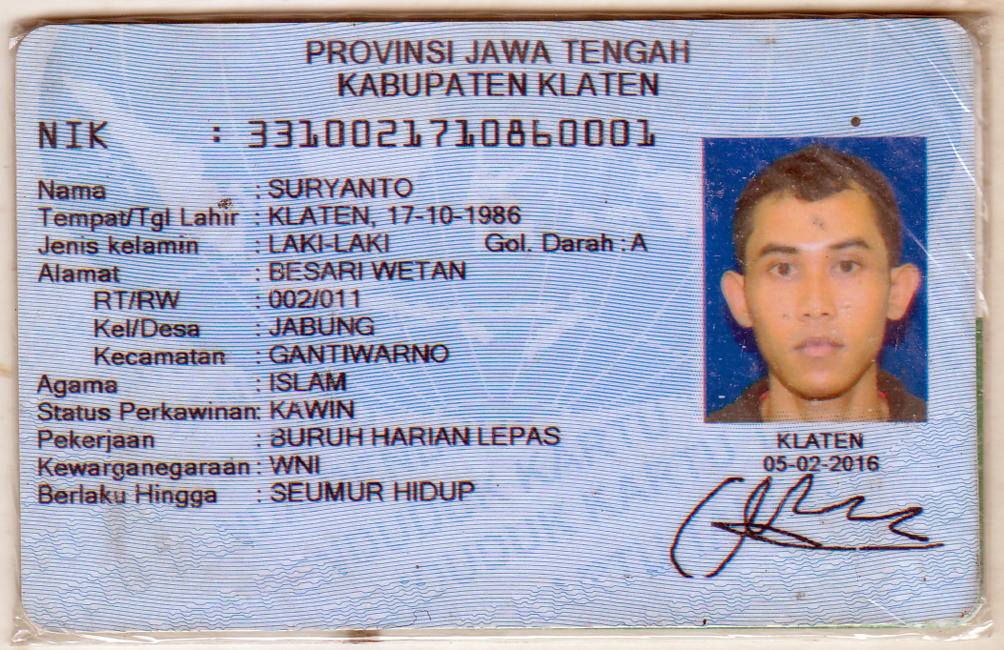 PROVINSI JAWA TENGAH
KABUPATEN KLATEN
NIK : 3310021710860001
Nama : SURYANTO
Tempat/Tgl Lahir : KLATEN, 17-10-1986
Jenis kelamin : LAKI-LAKI Gol. Darah : A
Alamat : BESARI WETAN
RT/RW : 002/011
Kel/Desa : JABUNG
Kecamatan : GANTIWARNO
Agama : ISLAM
Status Perkawinan: KAWIN
Pekerjaan : BURUH HARIAN LEPAS
Kewarganegaraan : WNI
Berlaku Hingga : SEUMUR HIDUP
KLATEN
05-02-2016